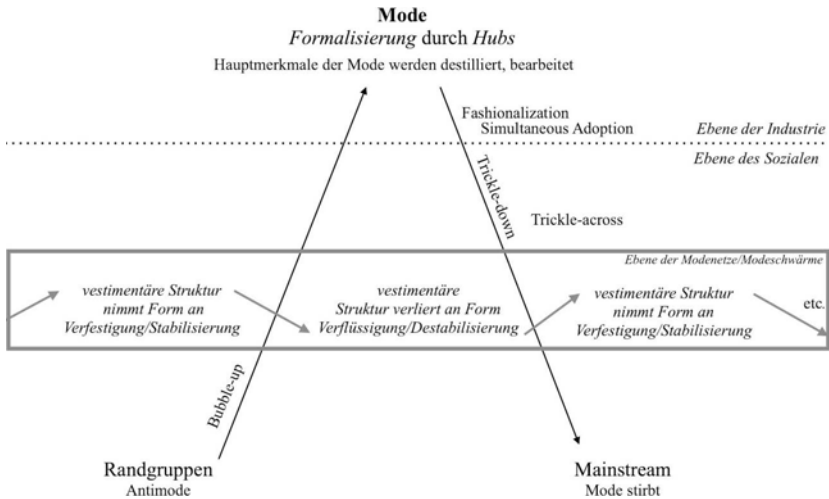 Mode
Formalisierung durch Hubs
Hauptmerkmale der Mode werden destilliert, bearbeitet
Fashionalization
Simultaneous Adoption
Ebene der Industrie
Ebene des Sozialen
Trickle-down
Trickle-across
Ebene der Modenetze/Modeschwärme
vestimentäre Struktur
nimmt Form an
Verfestigung/Stabilisierung
vestimentäre
Struktur verliert an Form
Verflüssigung/Destabilisierung
vestimentäre Struktur
nimmt Form an
Verfestigung/Stabilisierung
etc.
Bubble-up
Randgruppen
Antimode
Mainstream
Mode stirbt